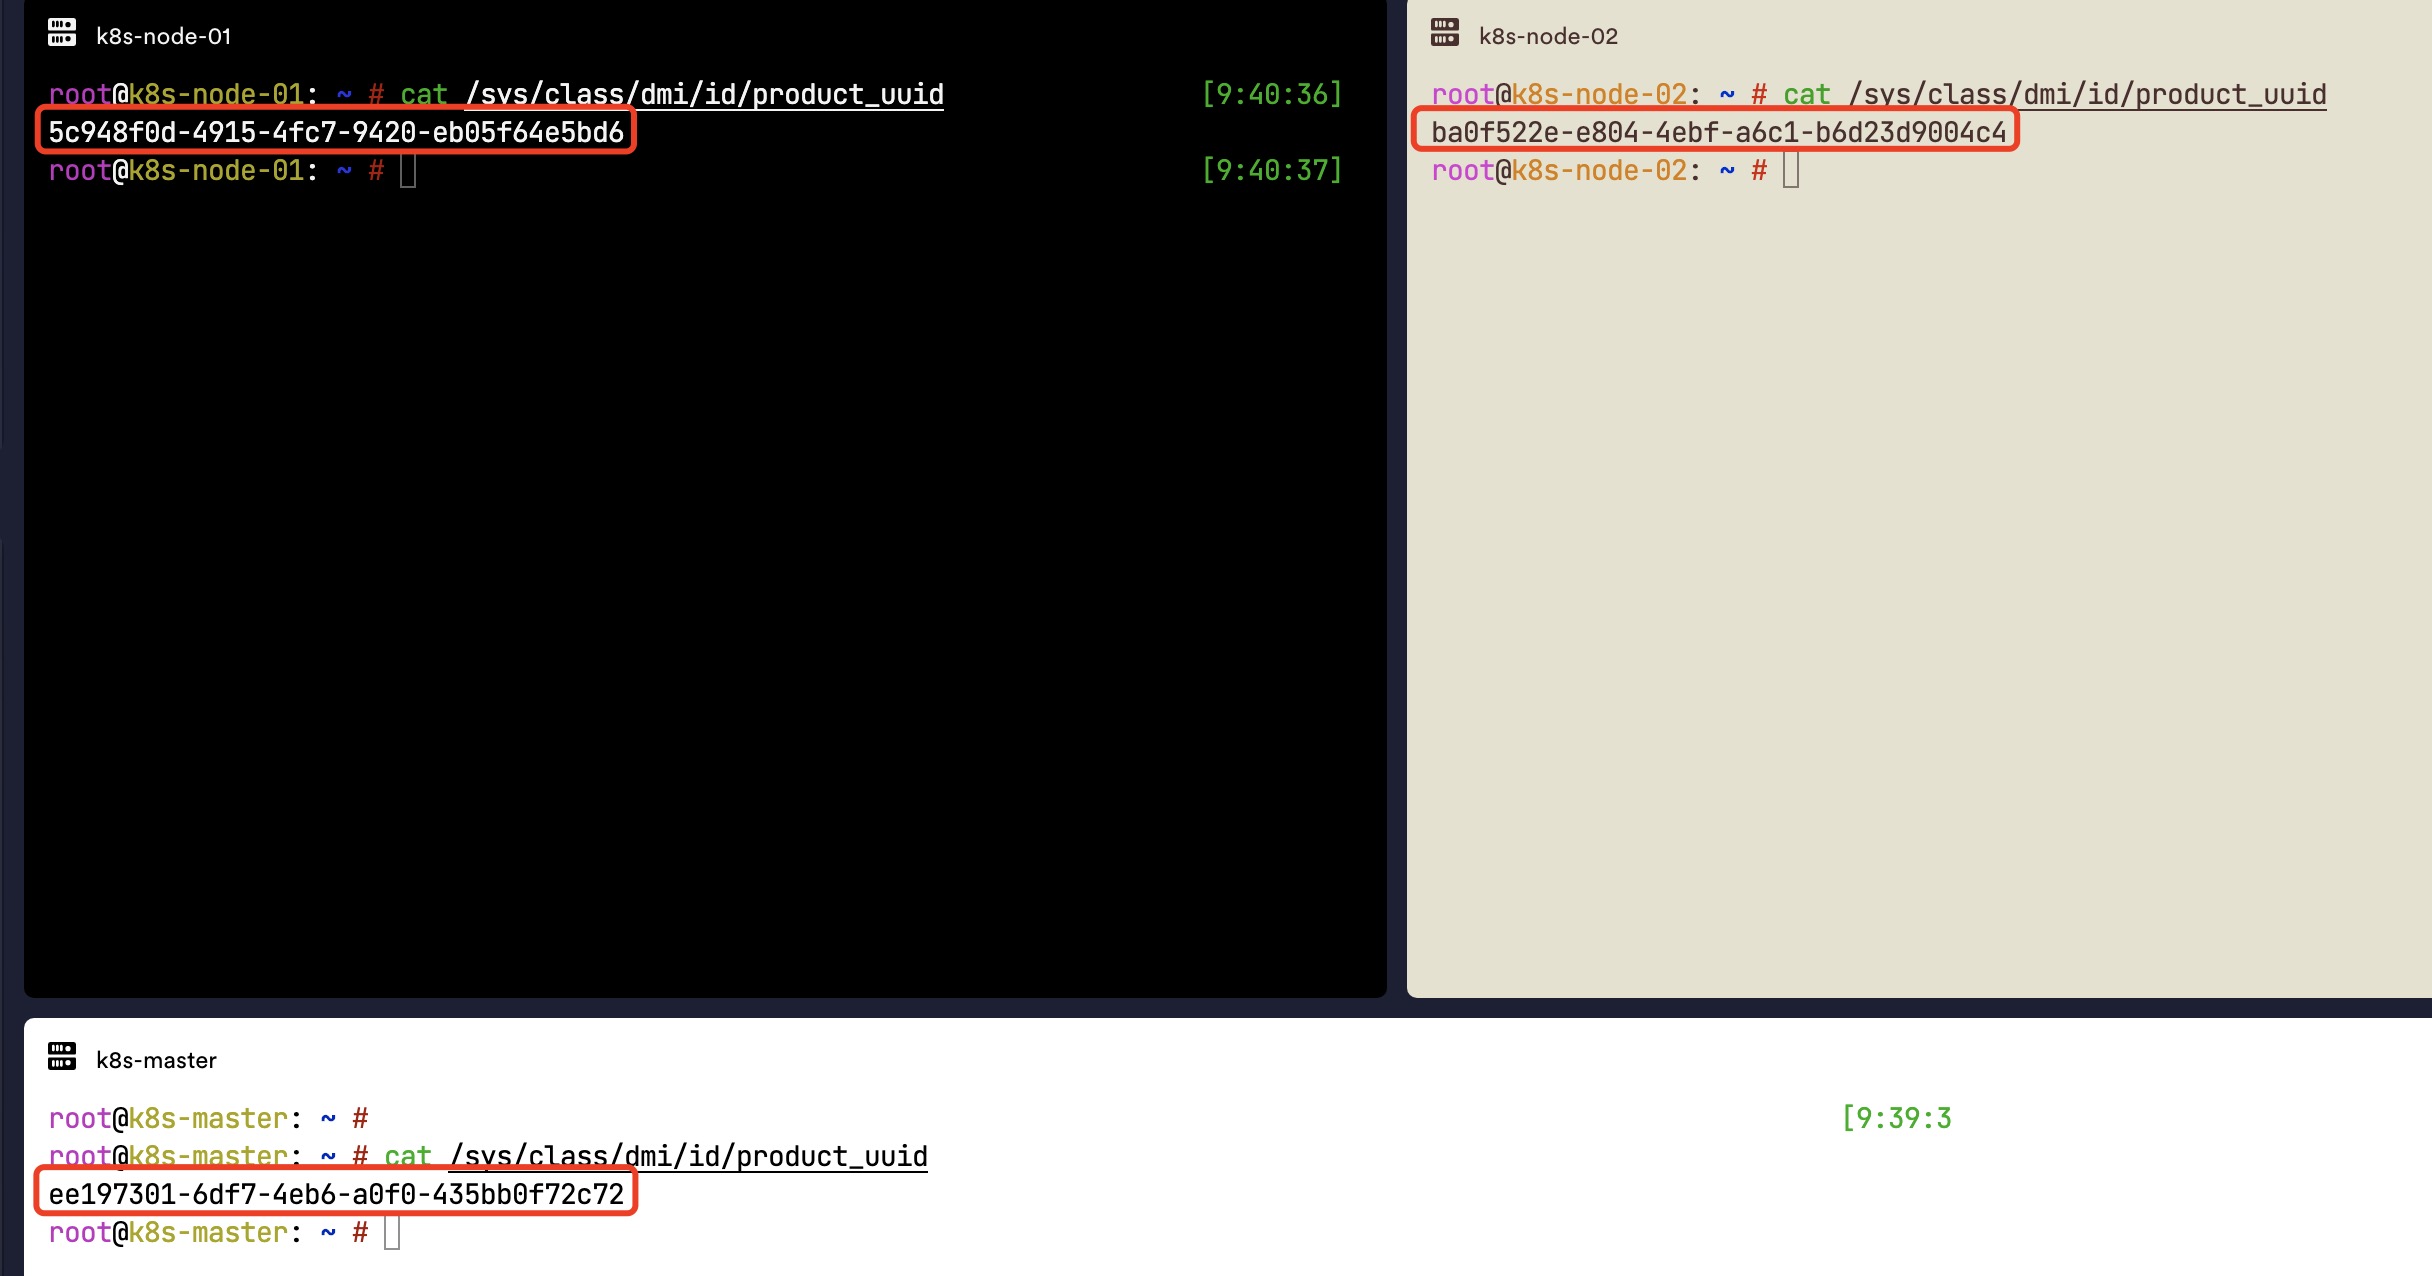 k8s-node-01
root@k8s-node-01: ~ # cat /sys/class/dmi/id/product_uuid [9:40:36]
5c948f0d-4915-4fc7-9420-eb05f64e5bd6
root@k8s-node-01: ~ # [9:40:37]
k8s-node-02
root@k8s-node-02: ~ # cat /sys/class/dmi/id/product_uuid
ba0f522e-e804-4ebf-a6c1-b6d23d9004c4
root@k8s-node-02: ~ #
k8s-master
root@k8s-master: ~ # [9:39:3
root@k8s-master: ~ # cat /sys/class/dmi/id/product_uuid
ee197301-6df7-4eb6-a0f0-435bb0f72c72
root@k8s-master: ~ #